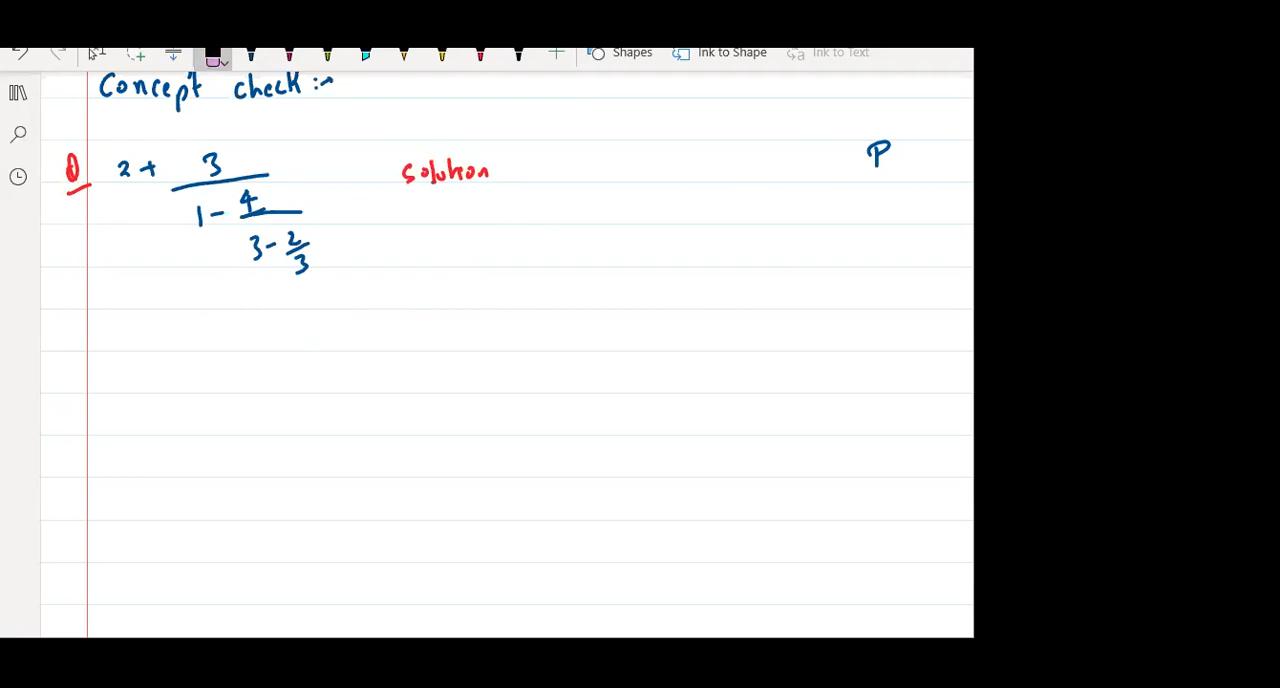 Shapes Ink to Shape Ink to Text
Concept check :-
P
Q 2 + 3 solution
1 - 4
3 - 2
3